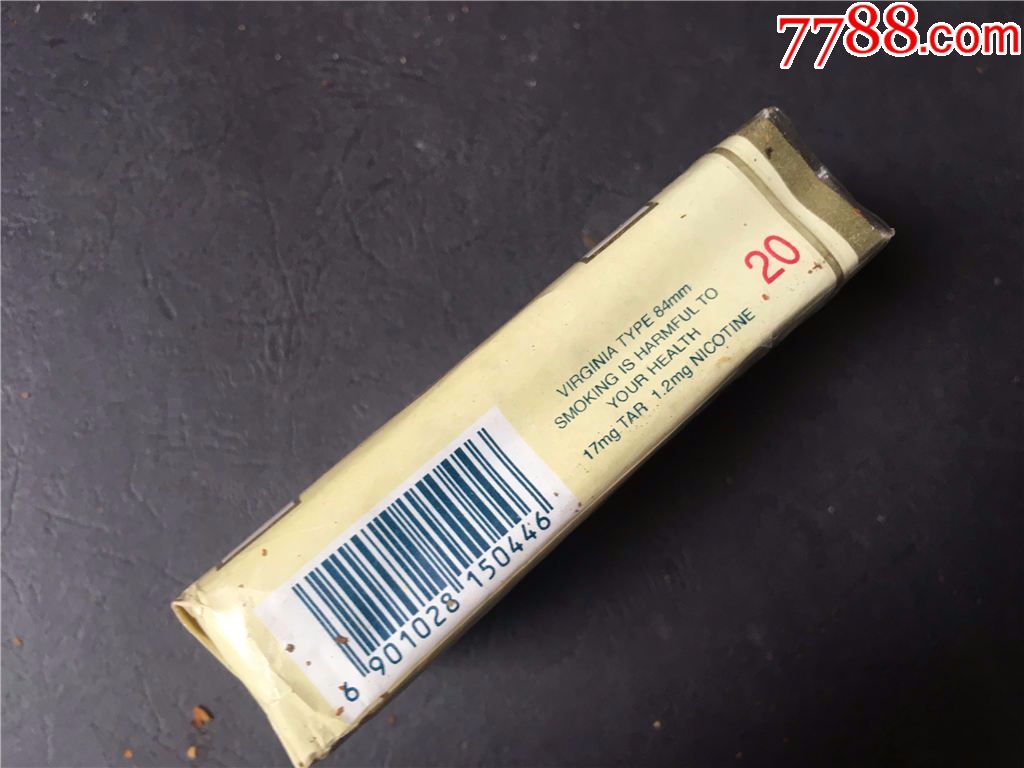 7788.com
20
VIRGINIA TYPE 84mm
SMOKING IS HARMFUL TO
YOUR HEALTH
17mg TAR 1.2mg NICOTINE
6 901028 150446